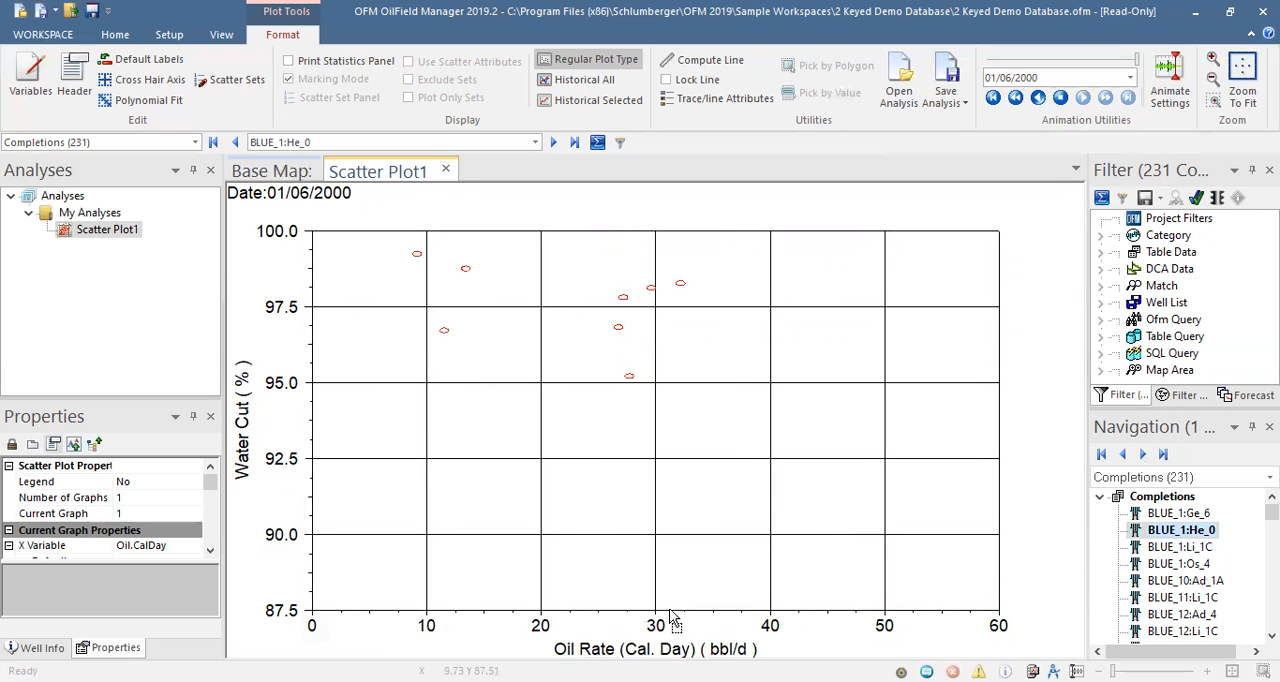 Plot Tools
OFM OilField Manager 2019.2 - C:\Program Files (x86)\Schlumberger\OFM 2019\Sample Workspaces\2 Keyed Demo Database\2 Keyed Demo Database.ofm - [Read-Only]
WORKSPACE Home Setup View Format
Variables
Header
Default Labels
Cross Hair Axis
Polynomial Fit
Scatter Sets
Edit
Print Statistics Panel
Marking Mode
Scatter Set Panel
Use Scatter Attributes
Exclude Sets
Plot Only Sets
Regular Plot Type
Historical All
Historical Selected
Display
Compute Line
Lock Line
Trace/line Attributes
Pick by Polygon
Pick by Value
Open Analysis
Save Analysis
Utilities
01/06/2000
Animate Settings
Animation Utilities
Zoom To Fit
Zoom
Completions (231)
BLUE_1:He_0
Analyses
Analyses
My Analyses
Scatter Plot1
Properties
Scatter Plot Propert
Legend No
Number of Graphs 1
Current Graph 1
Current Graph Properties
X Variable Oil.CalDay
Well Info Properties
Base Map: Scatter Plot1
Date:01/06/2000
100.0
97.5
95.0
92.5
90.0
87.5
Water Cut ( % )
0 10 20 30 40 50 60
Oil Rate (Cal. Day) ( bbl/d )
Filter (231 Co...
Project Filters
Category
Table Data
DCA Data
Match
Well List
Ofm Query
Table Query
SQL Query
Map Area
Filter (... Filter ... Forecast
Navigation (1 ...
Completions (231)
Completions
BLUE_1:Ge_6
BLUE_1:He_0
BLUE_1:Li_1C
BLUE_1:Os_4
BLUE_10:Ad_1A
BLUE_11:Li_1C
BLUE_12:Ad_4
BLUE_12:Li_1C
Ready
X 9.73 Y 87.51